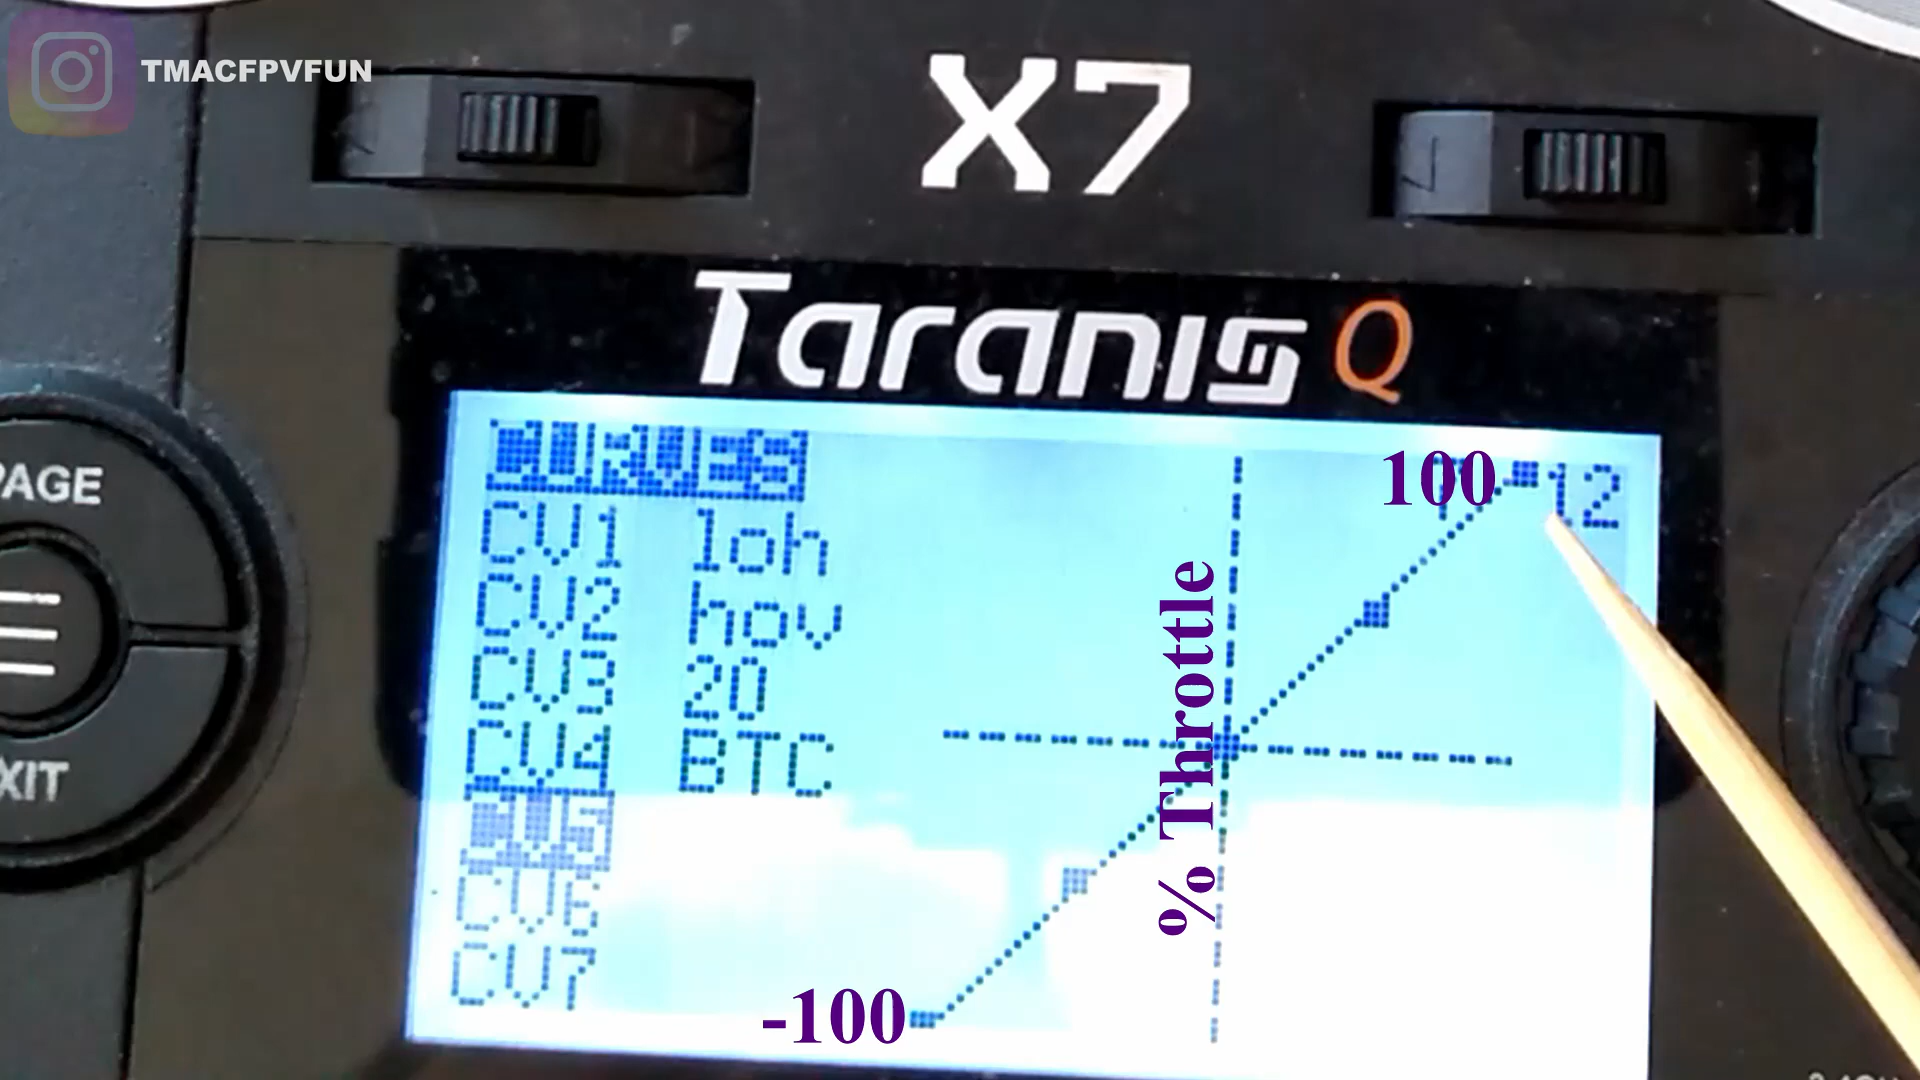 TMACFPVFUN
X7
Taranis Q
PAGE
EXIT
CURVES
12
CV1 loh
CV2 hov
CV3 20
CV4 BTC
CV5
CV6
CV7
100
% Throttle
-100